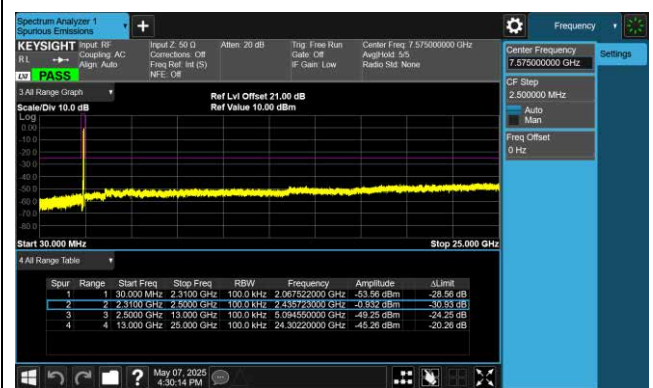 Spectrum Analyzer 1
Spurious Emissions
Frequency
KEYSIGHT
RL
LXI
PASS
Input: RF
Coupling: AC
Align: Auto
Input Z: 50 Ω
Corrections: Off
Freq Ref: Int (S)
NFE: Off
Atten: 20 dB
Trig: Free Run
Gate: Off
IF Gain: Low
Center Freq: 7.575000000 GHz
Avg|Hold: 5/5
Radio Std: None
Center Frequency
7.575000000 GHz
Settings
CF Step
2.500000 MHz
Auto
Man
Freq Offset
0 Hz
3 All Range Graph
Scale/Div 10.0 dB
Ref Lvl Offset 21.00 dB
Ref Value 10.00 dBm
Log
0.00
-10.0
-20.0
-30.0
-40.0
-50.0
-60.0
-70.0
-80.0
Start 30.000 MHz
Stop 25.000 GHz
4 All Range Table
Spur Range Start Freq Stop Freq RBW Frequency Amplitude ΔLimit
1 1 30.000 MHz 2.3100 GHz 100.0 kHz 2.067522000 GHz -53.56 dBm -28.56 dB
2 2 2.3100 GHz 2.5000 GHz 100.0 kHz 2.435723000 GHz -0.932 dBm -30.93 dB
3 3 2.5000 GHz 13.000 GHz 100.0 kHz 5.094550000 GHz -49.25 dBm -24.25 dB
4 4 13.000 GHz 25.000 GHz 100.0 kHz 24.30220000 GHz -45.26 dBm -20.26 dB
May 07, 2025
4:30:14 PM